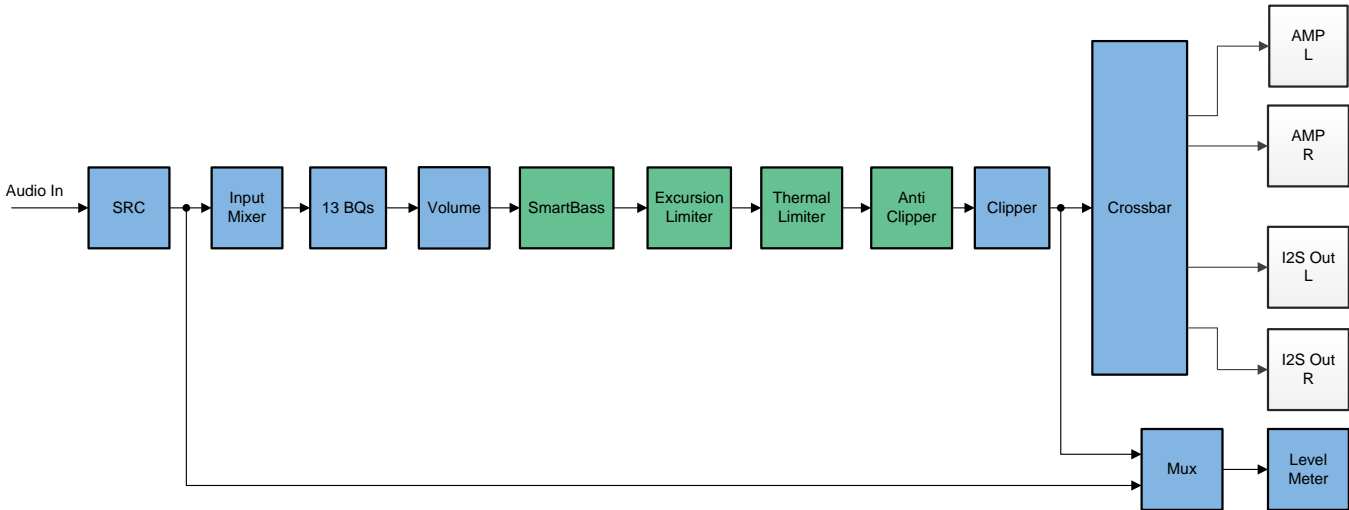 Audio In
SRC
Input
Mixer
13 BQs
Volume
SmartBass
Excursion
Limiter
Thermal
Limiter
Anti
Clipper
Clipper
Crossbar
AMP
L
AMP
R
I2S Out
L
I2S Out
R
Mux
Level
Meter